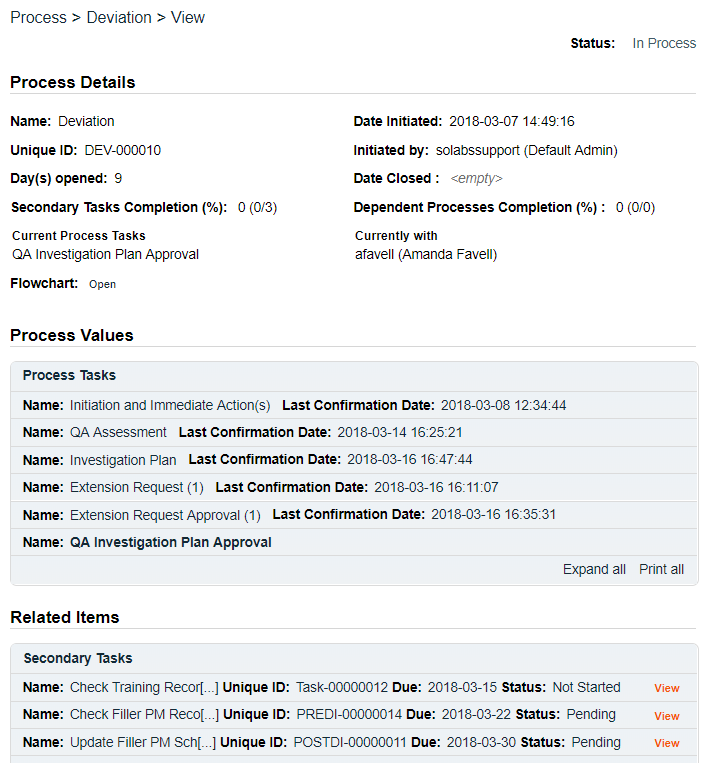 Process > Deviation > View
Status: In Process
Process Details
Name: Deviation Date Initiated: 2018-03-07 14:49:16
Unique ID: DEV-000010 Initiated by: solabssupport (Default Admin)
Day(s) opened: 9 Date Closed : <empty>
Secondary Tasks Completion (%): 0 (0/3) Dependent Processes Completion (%) : 0 (0/0)
Current Process Tasks Currently with
QA Investigation Plan Approval afavell (Amanda Favell)
Flowchart: Open
Process Values
Process Tasks
Name: Initiation and Immediate Action(s) Last Confirmation Date: 2018-03-08 12:34:44
Name: QA Assessment Last Confirmation Date: 2018-03-14 16:25:21
Name: Investigation Plan Last Confirmation Date: 2018-03-16 16:47:44
Name: Extension Request (1) Last Confirmation Date: 2018-03-16 16:11:07
Name: Extension Request Approval (1) Last Confirmation Date: 2018-03-16 16:35:31
Name: QA Investigation Plan Approval
Expand all Print all
Related Items
Secondary Tasks
Name: Check Training Recor[...] Unique ID: Task-00000012 Due: 2018-03-15 Status: Not Started View
Name: Check Filler PM Reco[...] Unique ID: PREDI-00000014 Due: 2018-03-22 Status: Pending View
Name: Update Filler PM Sch[...] Unique ID: POSTDI-00000011 Due: 2018-03-30 Status: Pending View